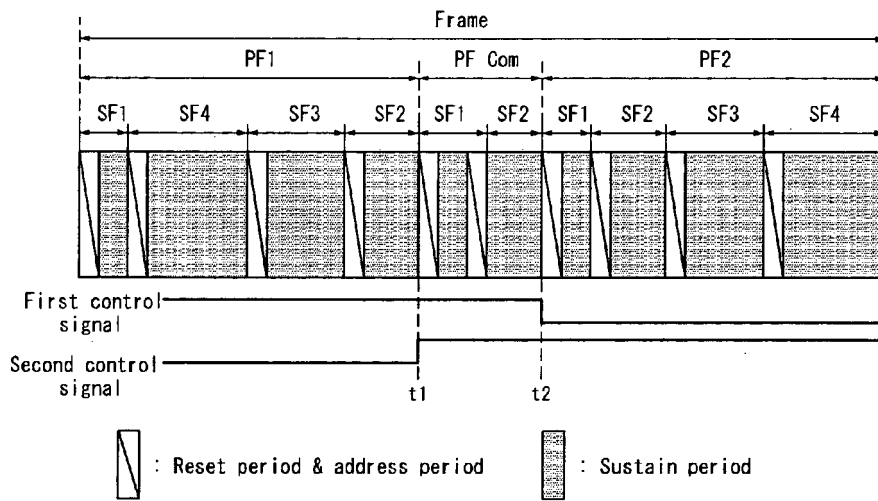 Frame
PF1 PF Com PF2
SF1 SF4 SF3 SF2 SF1 SF2 SF1 SF2 SF3 SF4
First control
signal
Second control
signal
t1 t2
: Reset period & address period : Sustain period